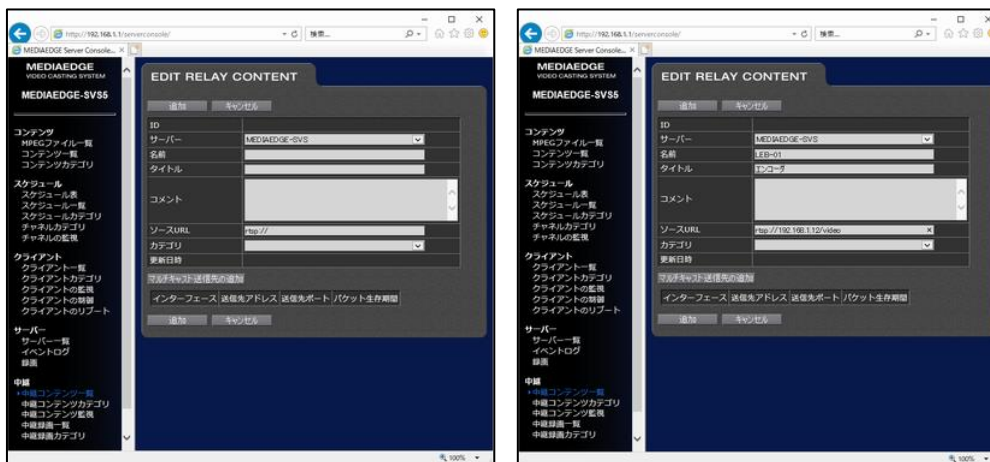 http://192.168.1.1/serverconsole/
検索...
MEDIAEDGE Server Console...
MEDIAEDGE
VIDEO CASTING SYSTEM
MEDIAEDGE-SVS5
コンテンツ
MPEGファイル一覧
コンテンツ一覧
コンテンツカテゴリ
スケジュール
スケジュール表
スケジュール一覧
スケジュールカテゴリ
チャネルカテゴリ
チャネルの監視
クライアント
クライアント一覧
クライアントカテゴリ
クライアントの監視
クライアントの制御
クライアントのリブート
サーバー
サーバー一覧
イベントログ
録画
中継
中継コンテンツ一覧
中継コンテンツカテゴリ
中継コンテンツ監視
中継録画一覧
中継録画カテゴリ
EDIT RELAY CONTENT
追加 キャンセル
ID
サーバー MEDIAEDGE-SVS
名前
タイトル
コメント
ソースURL rtsp://
カテゴリ
更新日時
マルチキャスト送信先の追加
インターフェース 送信先アドレス 送信先ポート パケット生存期間
追加 キャンセル
100%
http://192.168.1.1/serverconsole/
検索...
MEDIAEDGE Server Console...
MEDIAEDGE
VIDEO CASTING SYSTEM
MEDIAEDGE-SVS5
コンテンツ
MPEGファイル一覧
コンテンツ一覧
コンテンツカテゴリ
スケジュール
スケジュール表
スケジュール一覧
スケジュールカテゴリ
チャネルカテゴリ
チャネルの監視
クライアント
クライアント一覧
クライアントカテゴリ
クライアントの監視
クライアントの制御
クライアントのリブート
サーバー
サーバー一覧
イベントログ
録画
中継
中継コンテンツ一覧
中継コンテンツカテゴリ
中継コンテンツ監視
中継録画一覧
中継録画カテゴリ
EDIT RELAY CONTENT
追加 キャンセル
ID
サーバー MEDIAEDGE-SVS
名前 LEB-01
タイトル エンコーダ
コメント
ソースURL rtsp://192.168.1.12/video
カテゴリ
更新日時
マルチキャスト送信先の追加
インターフェース 送信先アドレス 送信先ポート パケット生存期間
追加 キャンセル
100%